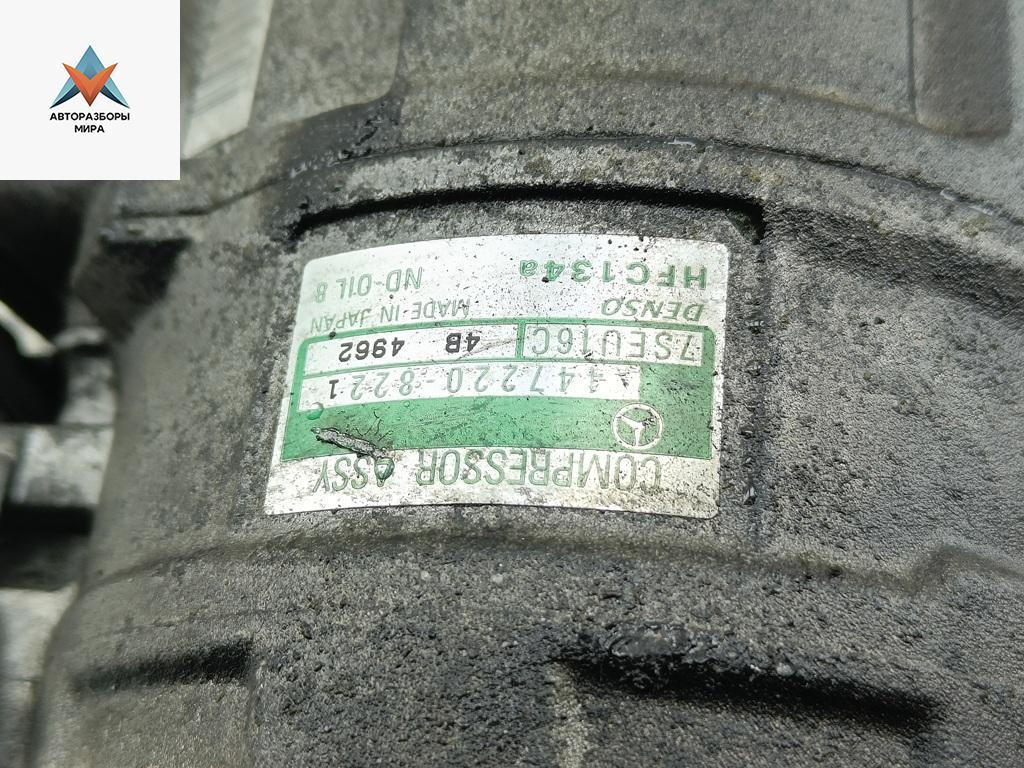 АВТОРАЗБОРЫ
МИРА
COMPRESSOR ASSY
447220-8221
7SEU16C 4B 4962
DENSO MADE IN JAPAN
HFC134a ND-OIL 8